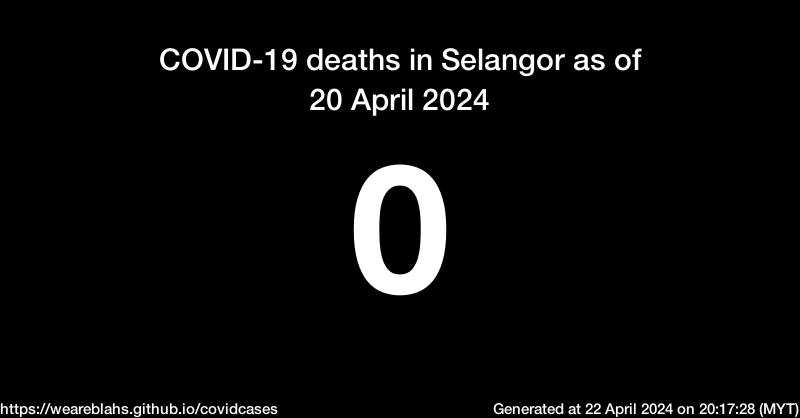 COVID-19 deaths in Selangor as of
20 April 2024
0
https://weareblahs.github.io/covidcases
Generated at 22 April 2024 on 20:17:28 (MYT)